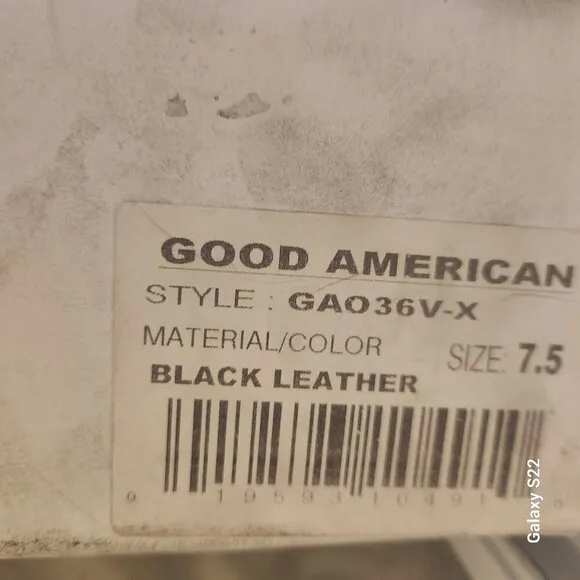 GOOD AMERICAN
STYLE : GAO36V-X
MATERIAL/COLOR
SIZE: 7.5
BLACK LEATHER
Galaxy S22